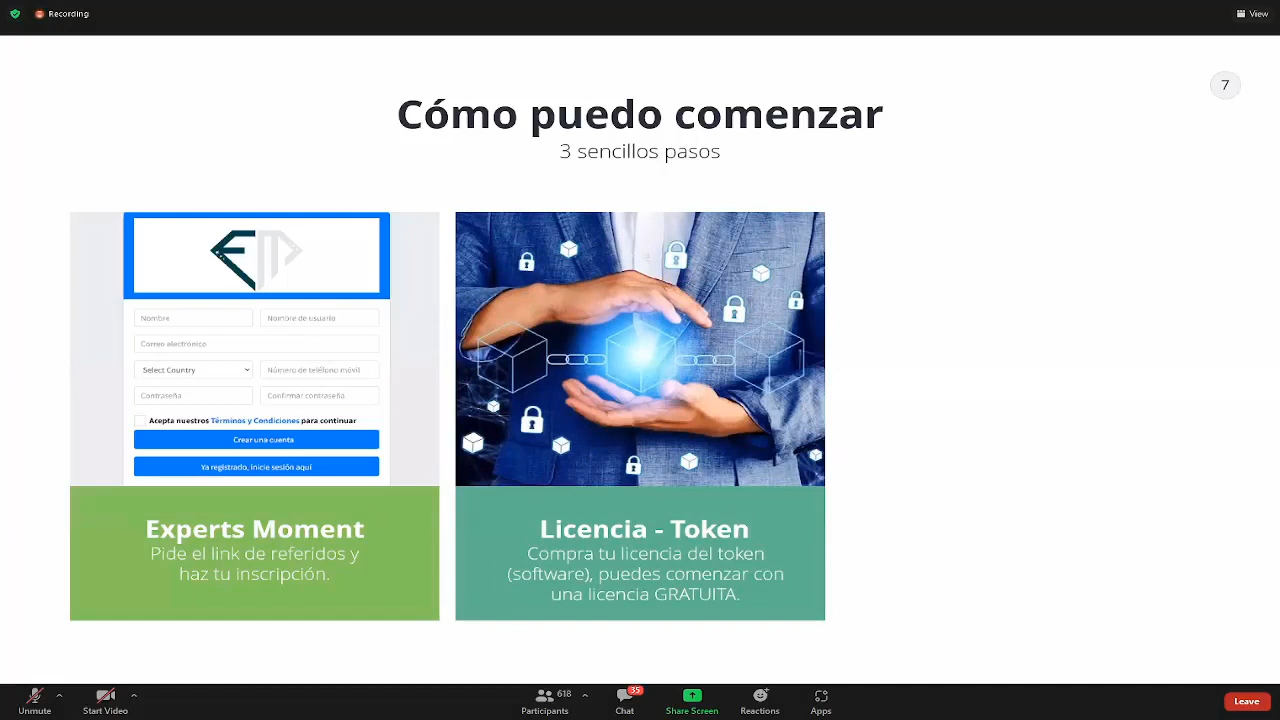 Recording
View
7
Cómo puedo comenzar
3 sencillos pasos
EM
Nombre
Nombre de usuario
Correo electrónico
Select Country
Número de teléfono móvil
Contraseña
Confirmar contraseña
Acepta nuestros Términos y Condiciones para continuar
Crear una cuenta
Ya registrado, inicie sesión aquí
Experts Moment
Pide el link de referidos y
haz tu inscripción.
Licencia - Token
Compra tu licencia del token
(software), puedes comenzar con
una licencia GRATUITA.
Unmute
Start Video
618
Participants
35
Chat
Share Screen
Reactions
Apps
Leave